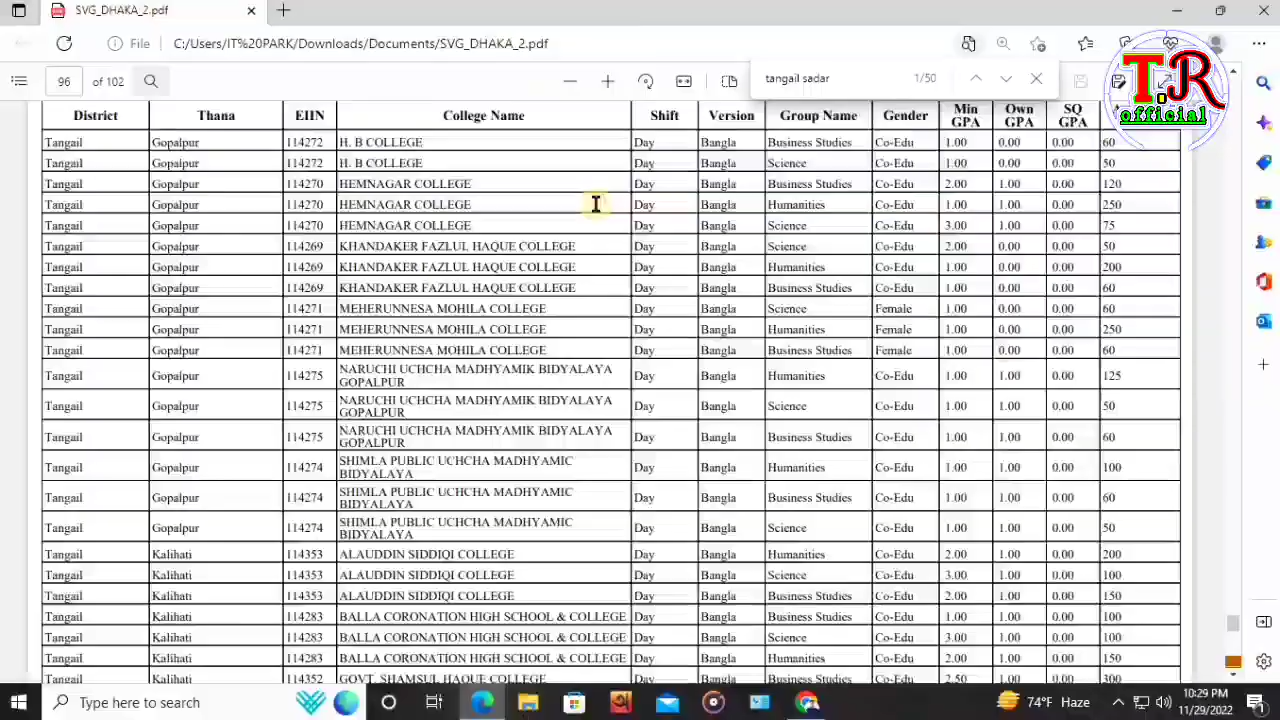 SVG_DHAKA_2.pdf
File C:/Users/IT%20PARK/Downloads/Documents/SVG_DHAKA_2.pdf
96 of 102 tangail sadar 1/50
T.R
official
District Thana EIIN College Name Shift Version Group Name Gender Min GPA Own GPA SQ GPA
Tangail Gopalpur 114272 H. B COLLEGE Day Bangla Business Studies Co-Edu 1.00 0.00 0.00 60
Tangail Gopalpur 114272 H. B COLLEGE Day Bangla Science Co-Edu 1.00 0.00 0.00 50
Tangail Gopalpur 114270 HEMNAGAR COLLEGE Day Bangla Business Studies Co-Edu 2.00 1.00 0.00 120
Tangail Gopalpur 114270 HEMNAGAR COLLEGE Day Bangla Humanities Co-Edu 1.00 1.00 0.00 250
Tangail Gopalpur 114270 HEMNAGAR COLLEGE Day Bangla Science Co-Edu 3.00 1.00 0.00 75
Tangail Gopalpur 114269 KHANDAKER FAZLUL HAQUE COLLEGE Day Bangla Science Co-Edu 2.00 0.00 0.00 50
Tangail Gopalpur 114269 KHANDAKER FAZLUL HAQUE COLLEGE Day Bangla Humanities Co-Edu 1.00 0.00 0.00 200
Tangail Gopalpur 114269 KHANDAKER FAZLUL HAQUE COLLEGE Day Bangla Business Studies Co-Edu 1.00 0.00 0.00 60
Tangail Gopalpur 114271 MEHERUNNESA MOHILA COLLEGE Day Bangla Science Female 1.00 0.00 0.00 60
Tangail Gopalpur 114271 MEHERUNNESA MOHILA COLLEGE Day Bangla Humanities Female 1.00 0.00 0.00 250
Tangail Gopalpur 114271 MEHERUNNESA MOHILA COLLEGE Day Bangla Business Studies Female 1.00 0.00 0.00 60
Tangail Gopalpur 114275 NARUCHI UCHCHA MADHYAMIK BIDYALAYA GOPALPUR Day Bangla Humanities Co-Edu 1.00 1.00 0.00 125
Tangail Gopalpur 114275 NARUCHI UCHCHA MADHYAMIK BIDYALAYA GOPALPUR Day Bangla Science Co-Edu 1.00 1.00 0.00 50
Tangail Gopalpur 114275 NARUCHI UCHCHA MADHYAMIK BIDYALAYA GOPALPUR Day Bangla Business Studies Co-Edu 1.00 1.00 0.00 60
Tangail Gopalpur 114274 SHIMLA PUBLIC UCHCHA MADHYAMIC BIDYALAYA Day Bangla Humanities Co-Edu 1.00 1.00 0.00 100
Tangail Gopalpur 114274 SHIMLA PUBLIC UCHCHA MADHYAMIC BIDYALAYA Day Bangla Business Studies Co-Edu 1.00 1.00 0.00 60
Tangail Gopalpur 114274 SHIMLA PUBLIC UCHCHA MADHYAMIC BIDYALAYA Day Bangla Science Co-Edu 1.00 1.00 0.00 50
Tangail Kalihati 114353 ALAUDDIN SIDDIQI COLLEGE Day Bangla Humanities Co-Edu 2.00 1.00 0.00 200
Tangail Kalihati 114353 ALAUDDIN SIDDIQI COLLEGE Day Bangla Science Co-Edu 3.00 1.00 0.00 100
Tangail Kalihati 114353 ALAUDDIN SIDDIQI COLLEGE Day Bangla Business Studies Co-Edu 2.00 1.00 0.00 150
Tangail Kalihati 114283 BALLA CORONATION HIGH SCHOOL & COLLEGE Day Bangla Business Studies Co-Edu 1.00 1.00 0.00 100
Tangail Kalihati 114283 BALLA CORONATION HIGH SCHOOL & COLLEGE Day Bangla Science Co-Edu 3.00 1.00 0.00 100
Tangail Kalihati 114283 BALLA CORONATION HIGH SCHOOL & COLLEGE Day Bangla Humanities Co-Edu 2.00 1.00 0.00 150
Tangail Kalihati 114352 GOVT. SHAMSUL HAQUE COLLEGE Day Bangla Business Studies Co-Edu 2.50 1.00 0.00 300
Type here to search 74°F Haze 10:29 PM
11/29/2022